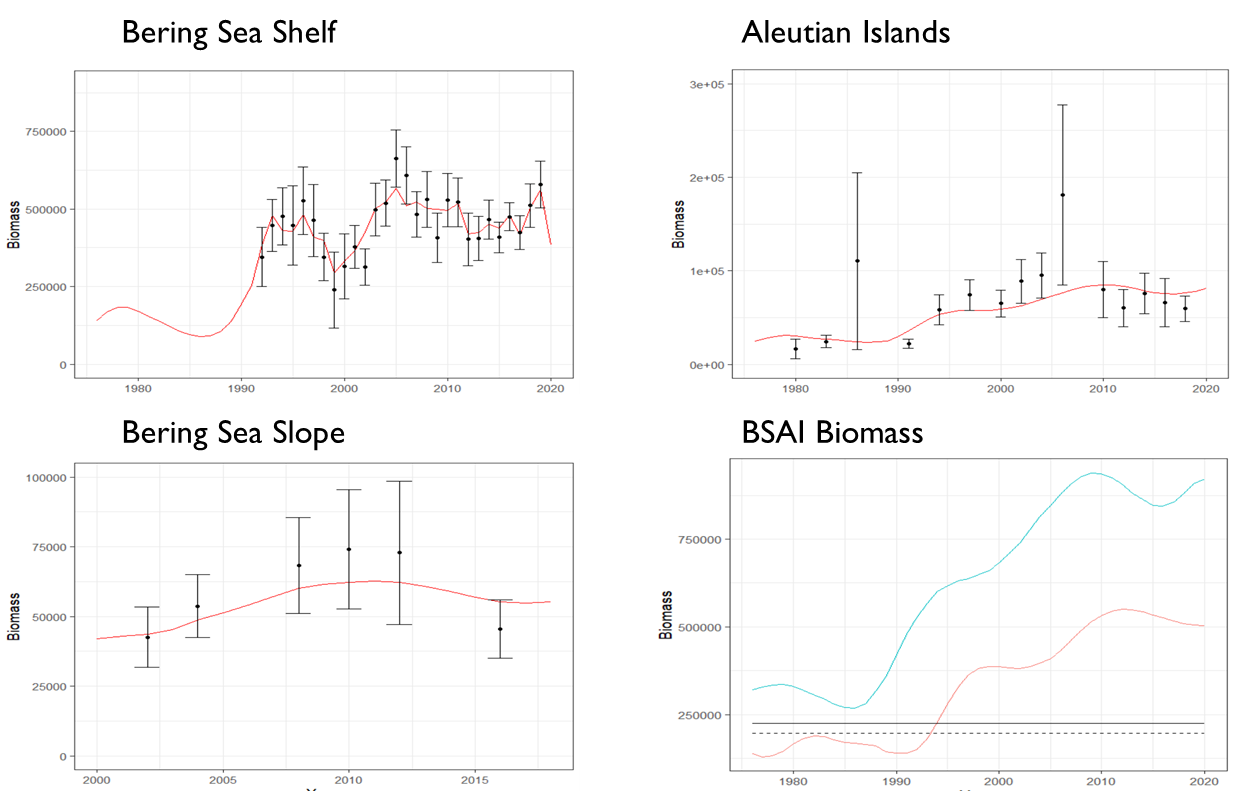 Bering Sea Shelf
Biomass
750000
500000
250000
0
1980 1990 2000 2010 2020
Aleutian Islands
Biomass
3e+05
2e+05
1e+05
0e+00
1980 1990 2000 2010 2020
Bering Sea Slope
Biomass
100000
75000
50000
25000
0
2000 2005 2010 2015
BSAI Biomass
Biomass
750000
500000
250000
1980 1990 2000 2010 2020